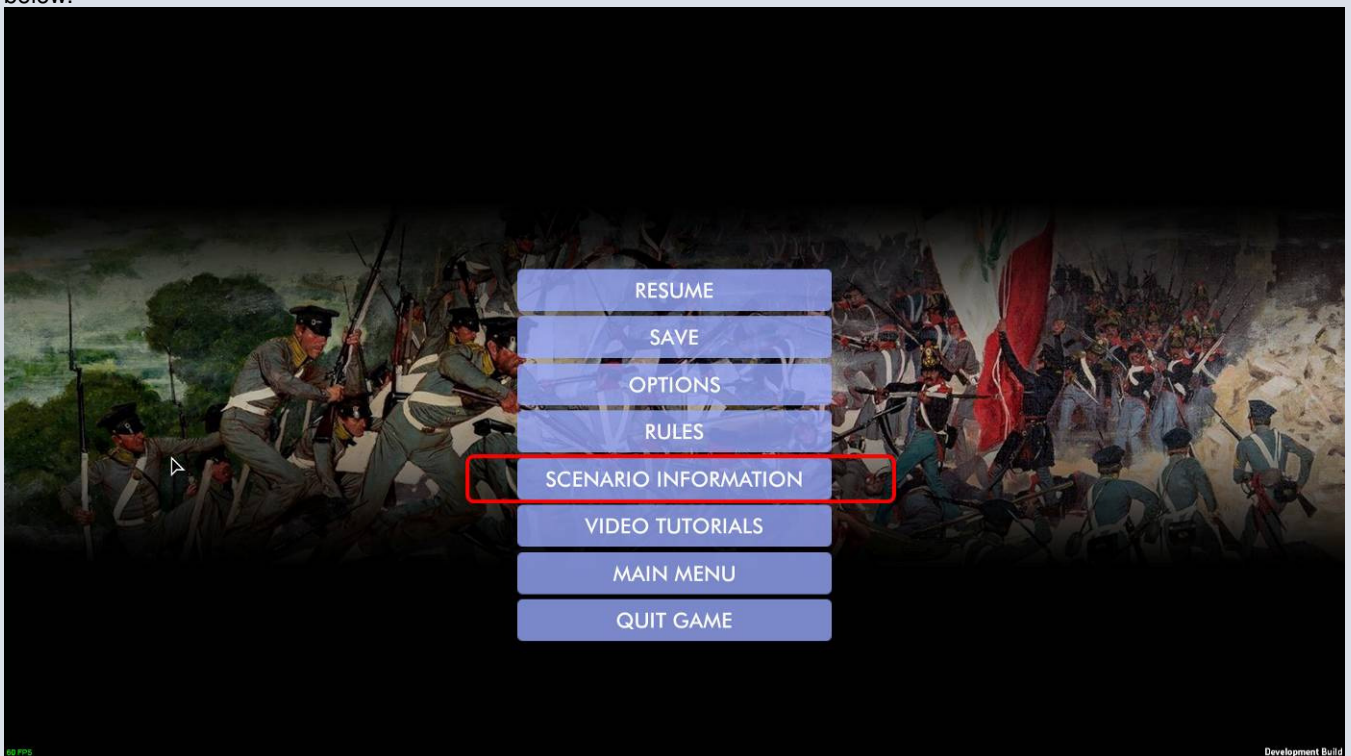 below.
RESUME
SAVE
OPTIONS
RULES
SCENARIO INFORMATION
VIDEO TUTORIALS
MAIN MENU
QUIT GAME
60 FPS
Development Build